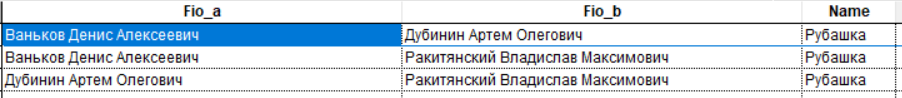 Fio_a Fio_b Name
Ваньков Денис Алексеевич Дубинин Артем Олегович Рубашка
Ваньков Денис Алексеевич Ракитянский Владислав Максимович Рубашка
Дубинин Артем Олегович Ракитянский Владислав Максимович Рубашка